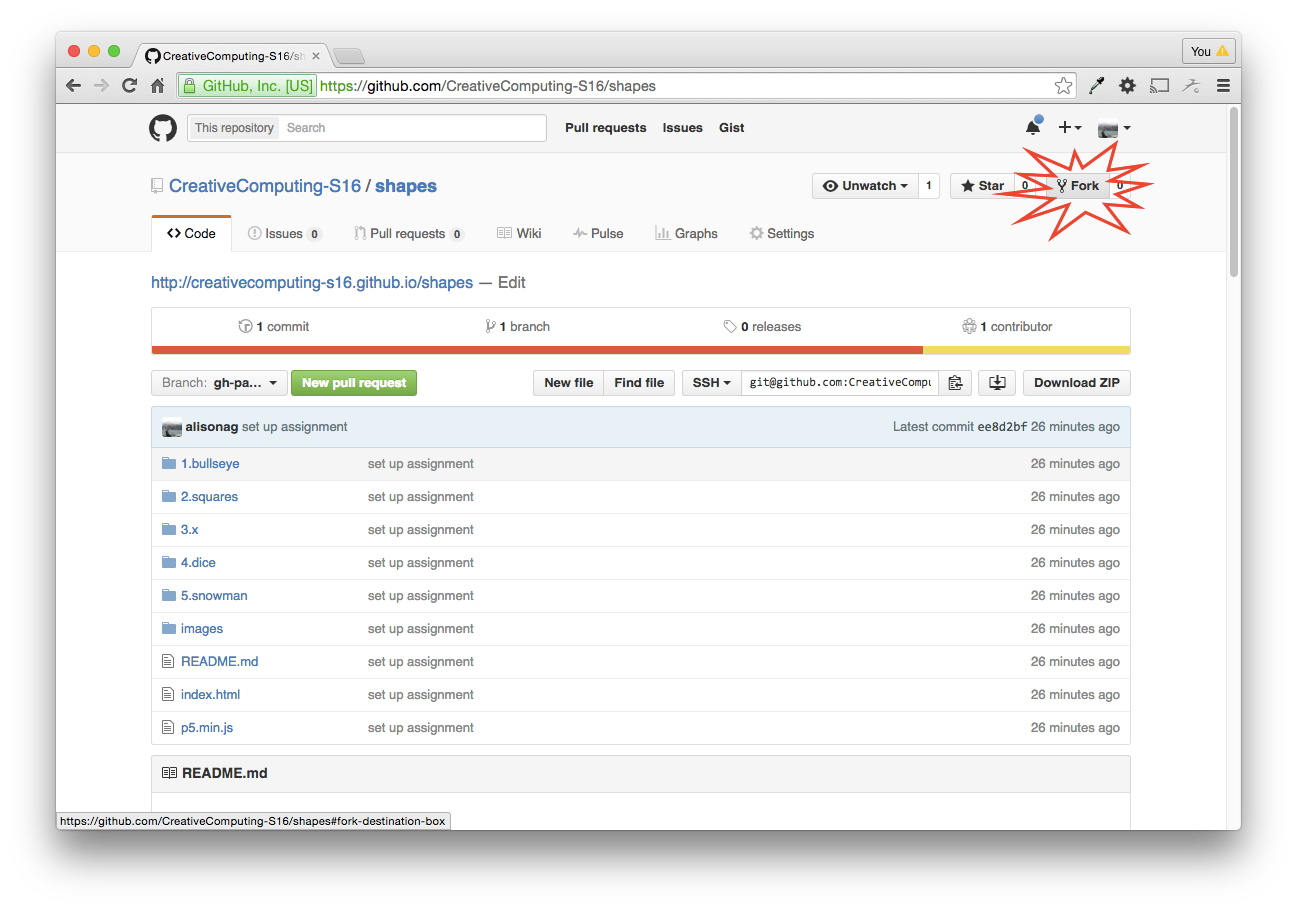 CreativeComputing-S16/sh
You
GitHub, Inc. [US] https://github.com/CreativeComputing-S16/shapes
This repository Search Pull requests Issues Gist
CreativeComputing-S16 / shapes Unwatch 1 Star 0 Fork 0
Code Issues 0 Pull requests 0 Wiki Pulse Graphs Settings
http://creativecomputing-s16.github.io/shapes — Edit
1 commit 1 branch 0 releases 1 contributor
Branch: gh-pa... New pull request New file Find file SSH git@github.com:CreativeCompu Download ZIP
alisonag set up assignment Latest commit ee8d2bf 26 minutes ago
1.bullseye set up assignment 26 minutes ago
2.squares set up assignment 26 minutes ago
3.x set up assignment 26 minutes ago
4.dice set up assignment 26 minutes ago
5.snowman set up assignment 26 minutes ago
images set up assignment 26 minutes ago
README.md set up assignment 26 minutes ago
index.html set up assignment 26 minutes ago
p5.min.js set up assignment 26 minutes ago
README.md
https://github.com/CreativeComputing-S16/shapes#fork-destination-box